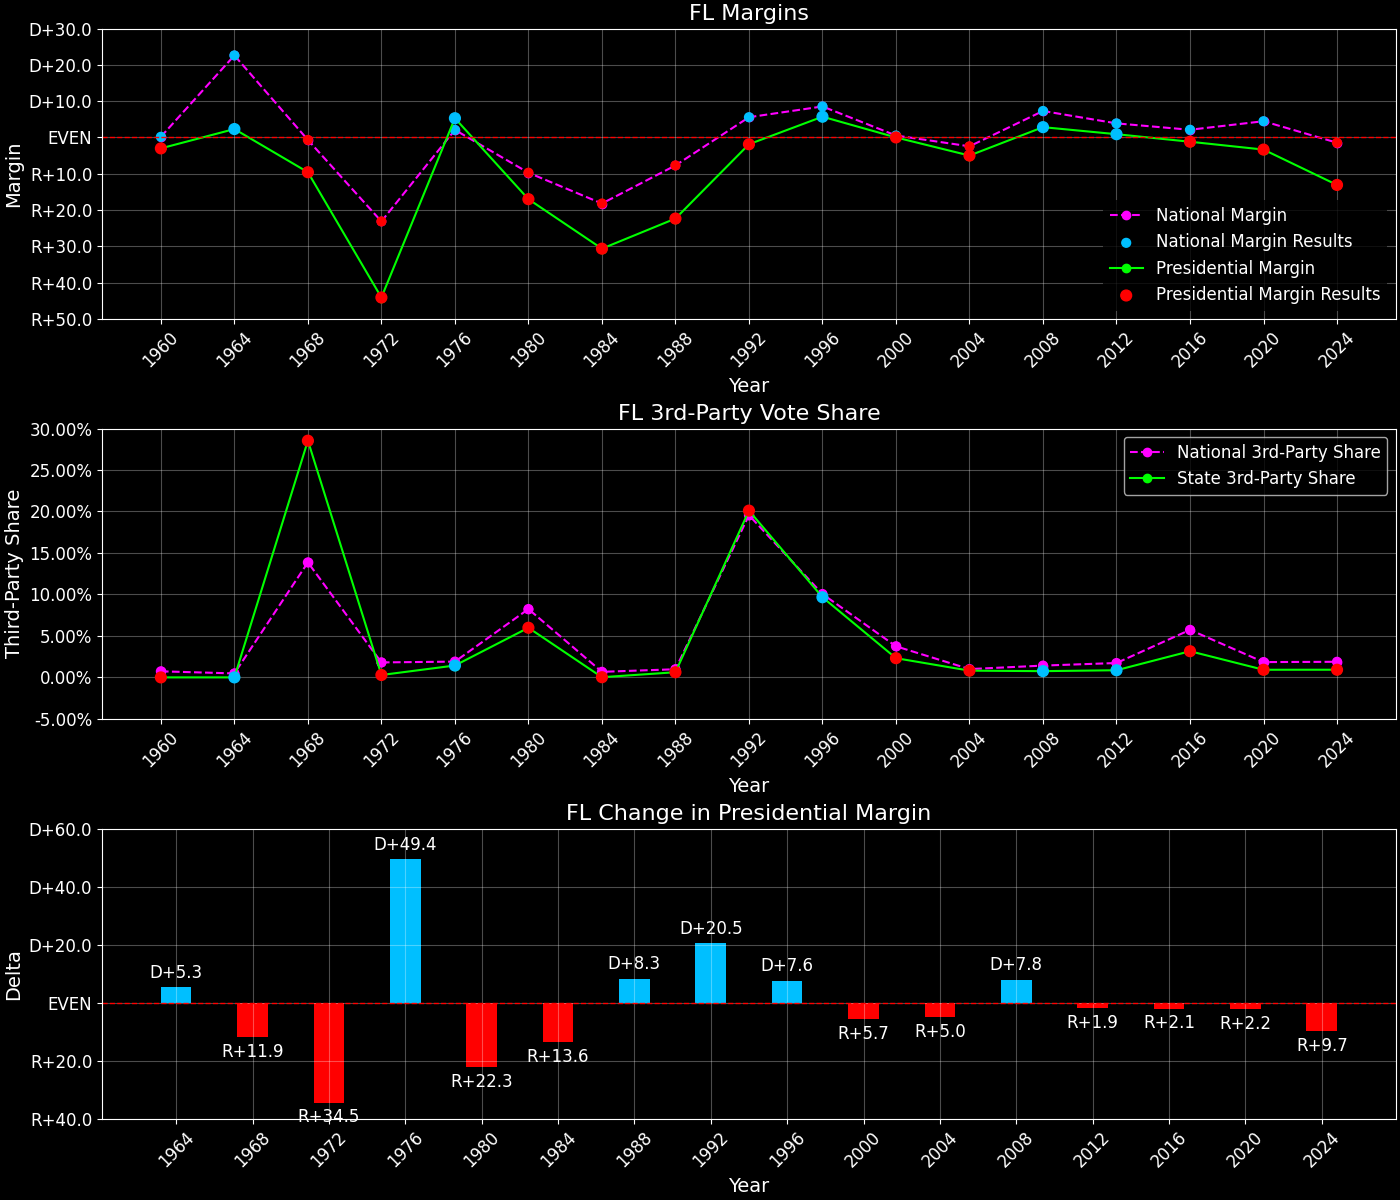 FL Margins
D+30.0
D+20.0
D+10.0
EVEN
R+10.0
R+20.0
R+30.0
R+40.0
R+50.0
Margin
National Margin
National Margin Results
Presidential Margin
Presidential Margin Results
1960 1964 1968 1972 1976 1980 1984 1988 1992 1996 2000 2004 2008 2012 2016 2020 2024
Year
FL 3rd-Party Vote Share
30.00%
25.00%
20.00%
15.00%
10.00%
5.00%
0.00%
-5.00%
Third-Party Share
National 3rd-Party Share
State 3rd-Party Share
1960 1964 1968 1972 1976 1980 1984 1988 1992 1996 2000 2004 2008 2012 2016 2020 2024
Year
FL Change in Presidential Margin
D+60.0
D+40.0
D+20.0
EVEN
R+20.0
R+40.0
Delta
D+5.3
R+11.9
R+34.5
D+49.4
R+22.3
R+13.6
D+8.3
D+20.5
D+7.6
R+5.7
R+5.0
D+7.8
R+1.9
R+2.1
R+2.2
R+9.7
1964 1968 1972 1976 1980 1984 1988 1992 1996 2000 2004 2008 2012 2016 2020 2024
Year